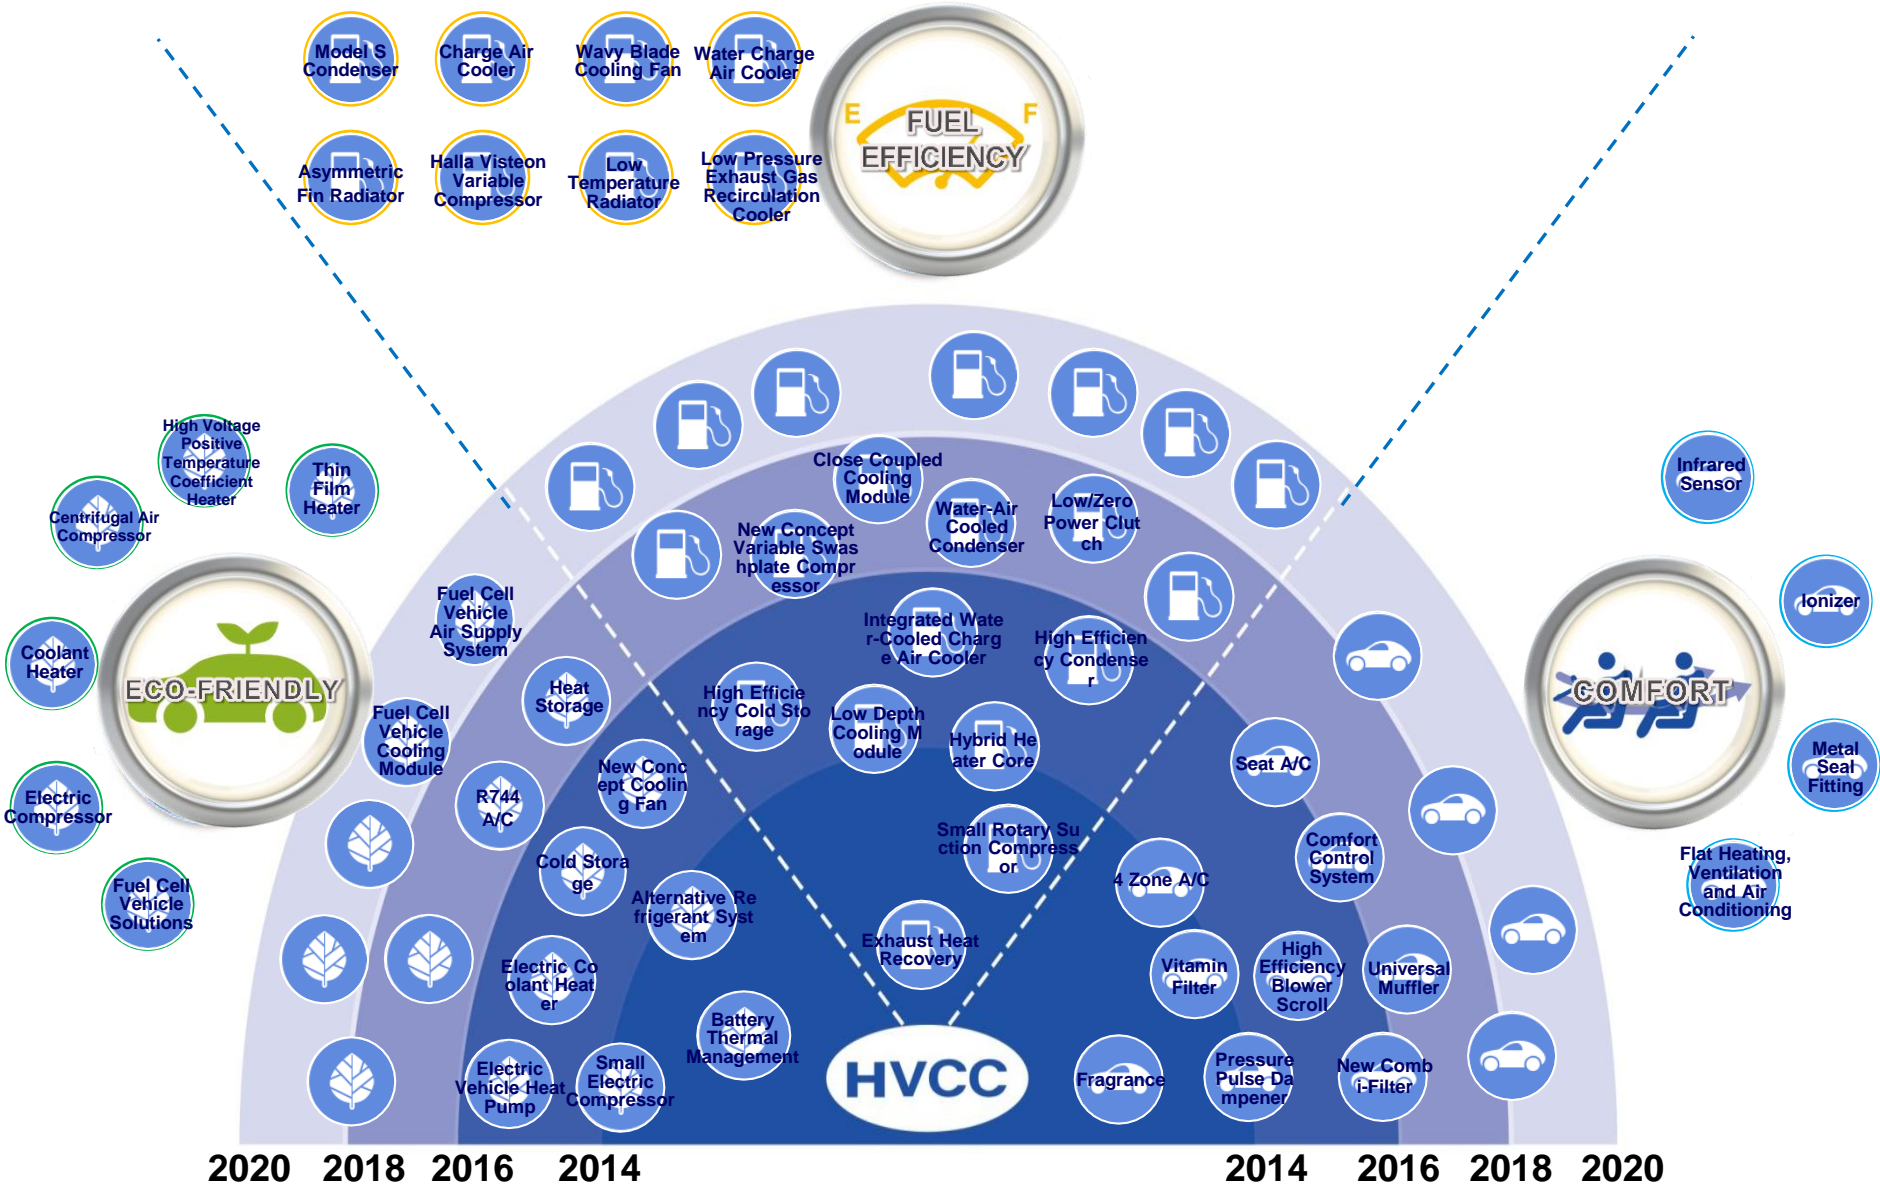 Model S
Condenser
Charge Air
Cooler
Wavy Blade
Cooling Fan
Water Charge
Air Cooler
Asymmetric
Fin Radiator
Halla Visteon
Variable
Compressor
Low
Temperature
Radiator
Low Pressure
Exhaust Gas
Recirculation
Cooler
E
F
FUEL
EFFICIENCY
High Voltage
Positive
Temperature
Coefficient
Heater
Thin
Film
Heater
Centrifugal Air
Compressor
Coolant
Heater
ECO-FRIENDLY
Electric
Compressor
Fuel Cell
Vehicle
Solutions
Infrared
Sensor
Ionizer
COMFORT
Metal
Seal
Fitting
Flat Heating,
Ventilation
and Air
Conditioning
Close Coupled
Cooling
Module
New Concept
Variable Swas
hplate Compr
essor
Water-Air
Cooled
Condenser
Low/Zero
Power Clut
ch
Fuel Cell
Vehicle
Air Supply
System
Heat
Storage
Fuel Cell
Vehicle
Cooling
Module
R744
A/C
New Conc
ept Coolin
g Fan
Cold Stora
ge
Alternative Re
frigerant Syst
em
Electric Co
olant Heat
er
Battery
Thermal
Management
Electric
Vehicle Heat
Pump
Small
Electric
Compressor
Integrated Wate
r-Cooled Charg
e Air Cooler
High Efficien
cy Condense
r
High Efficie
ncy Cold Sto
rage
Low Depth
Cooling M
odule
Hybrid He
ater Core
Small Rotary Su
ction Compress
or
Exhaust Heat
Recovery
Seat A/C
Comfort
Control
System
4 Zone A/C
Vitamin
Filter
High
Efficiency
Blower
Scroll
Universal
Muffler
Fragrance
Pressure
Pulse Da
mpener
New Comb
i-Filter
HVCC
2020 2018 2016 2014 2014 2016 2018 2020